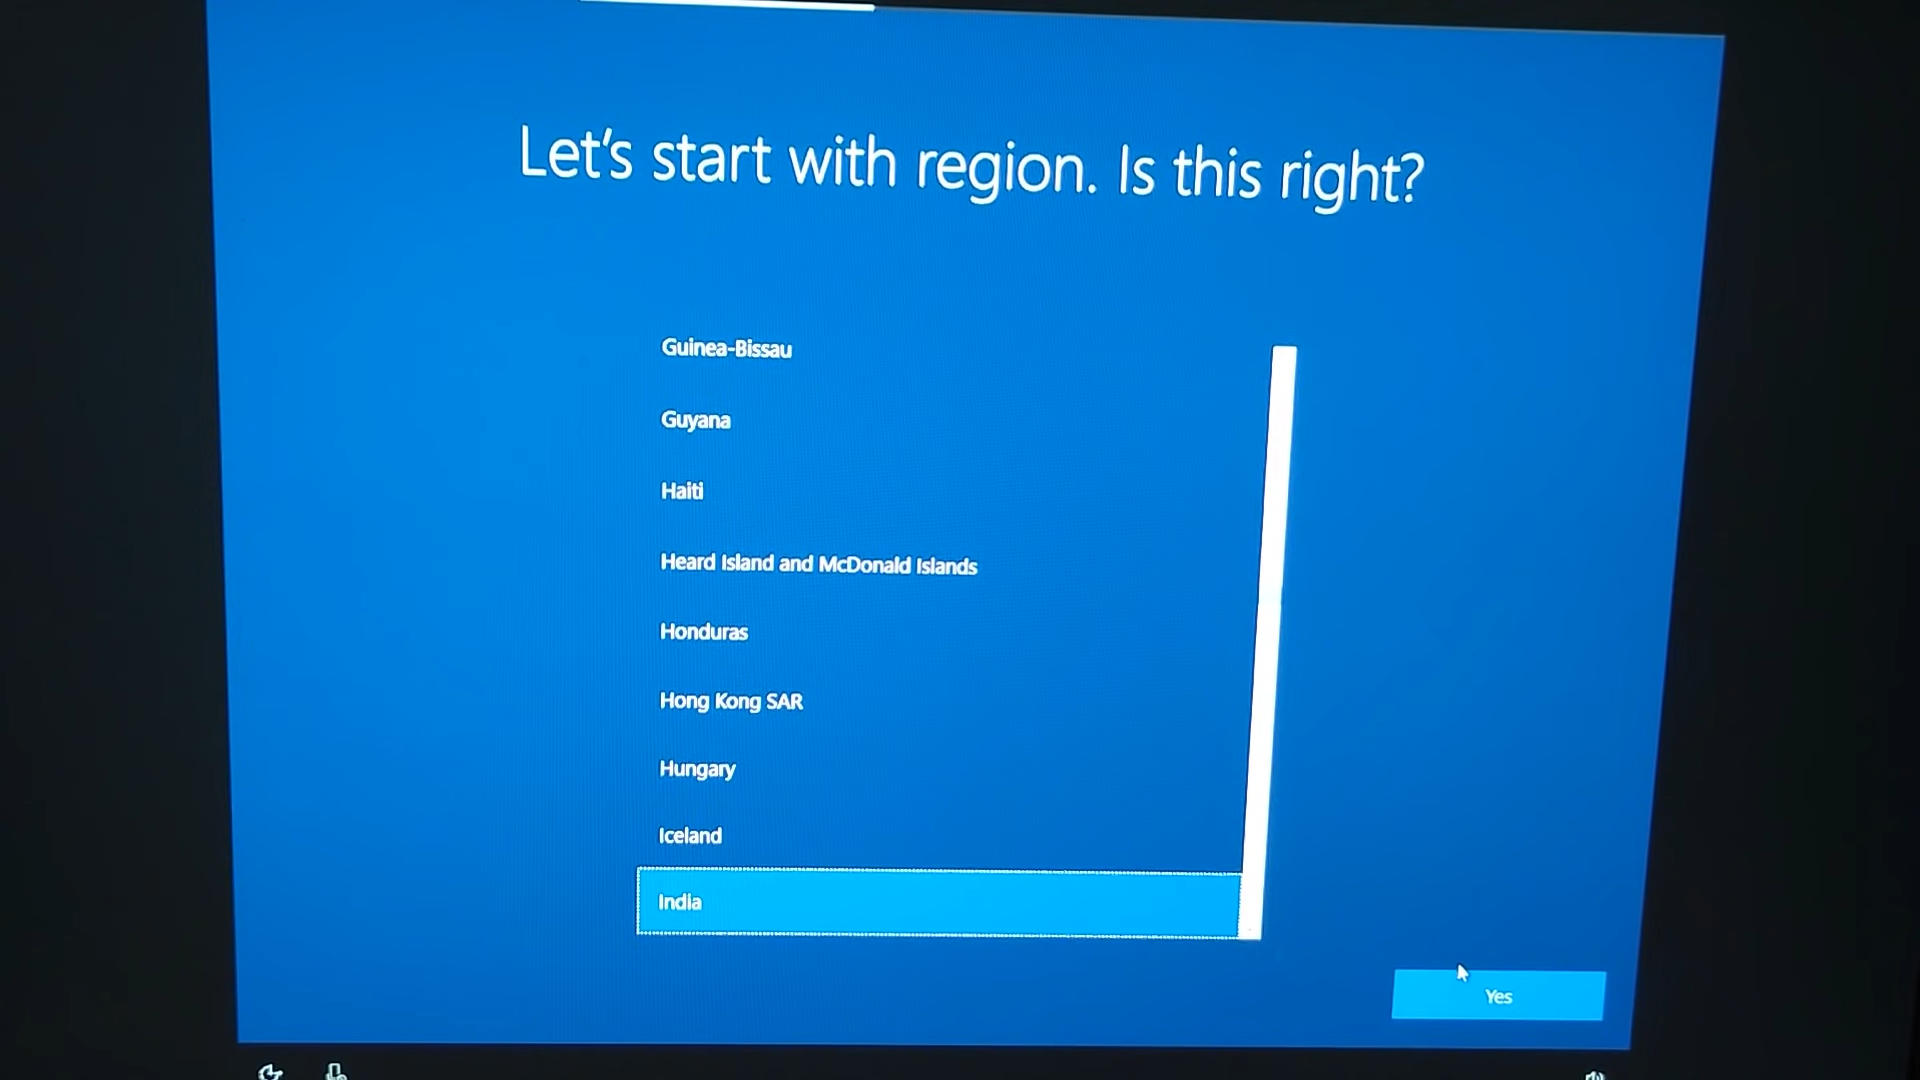 Let's start with region. Is this right?
Guinea-Bissau
Guyana
Haiti
Heard Island and McDonald Islands
Honduras
Hong Kong SAR
Hungary
Iceland
India
Yes